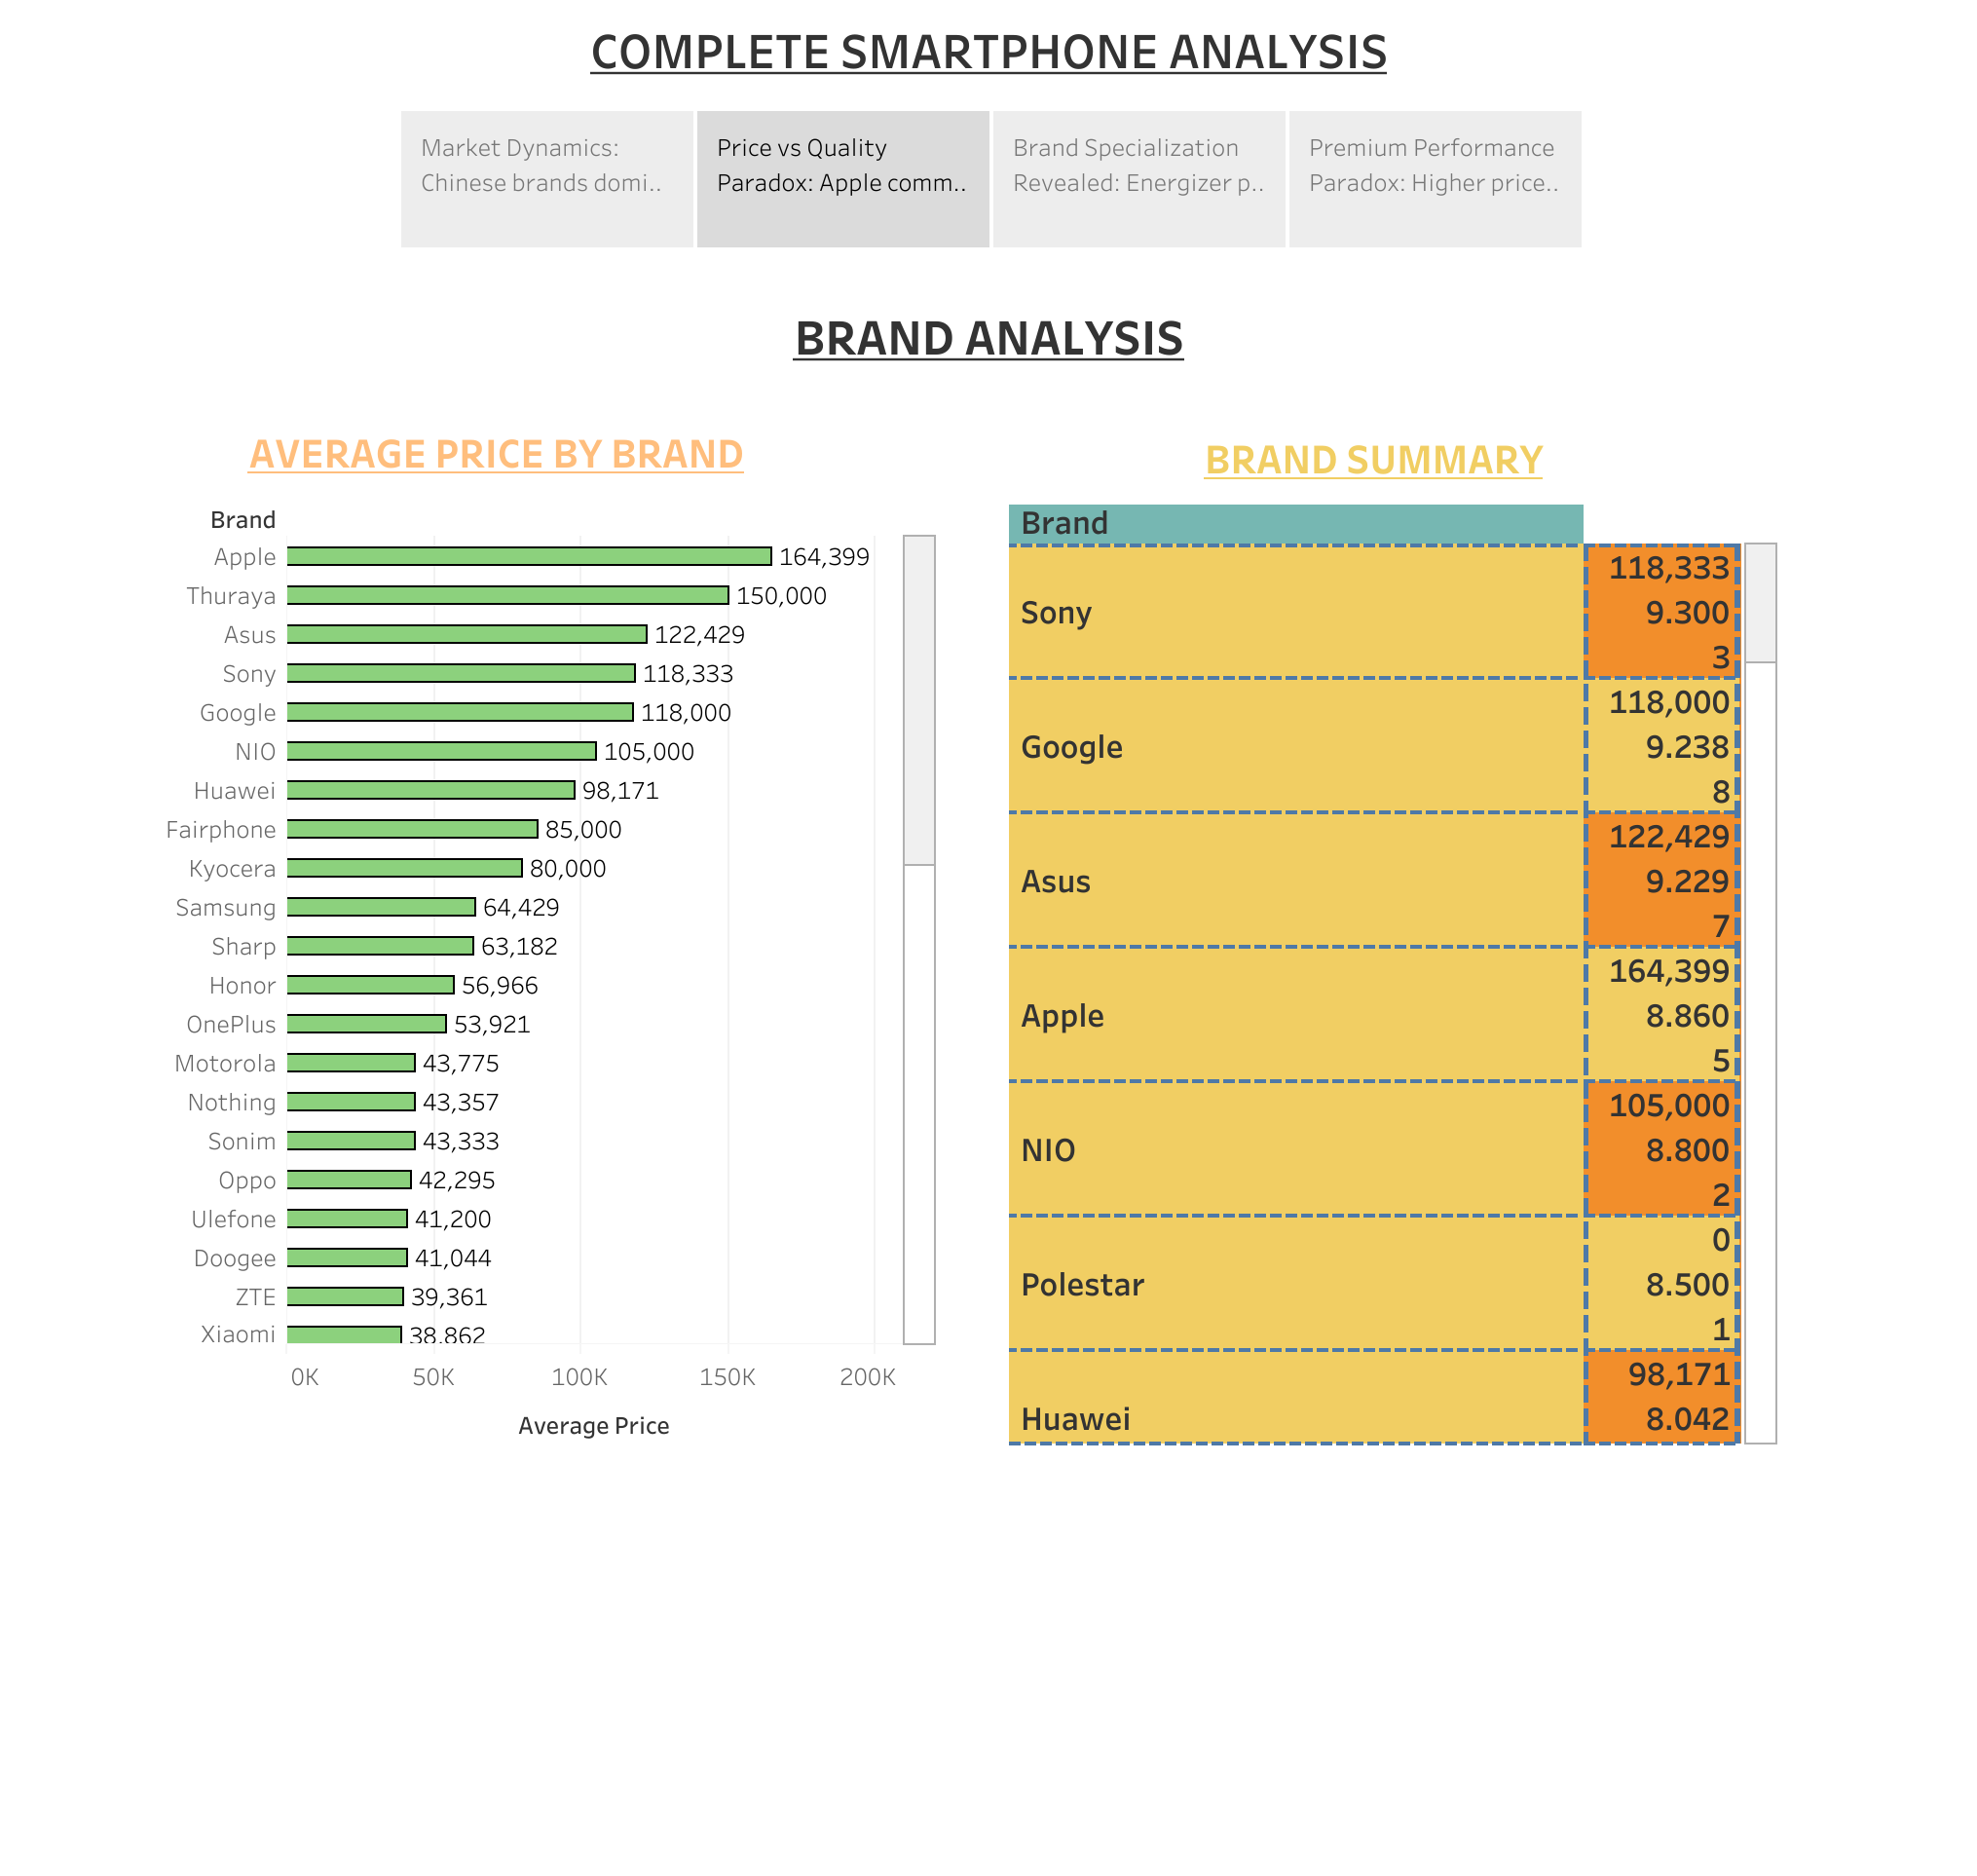 COMPLETE SMARTPHONE ANALYSIS
Market Dynamics:
Chinese brands domi..
Price vs Quality
Paradox: Apple comm..
Brand Specialization
Revealed: Energizer p..
Premium Performance
Paradox: Higher price..
BRAND ANALYSIS
AVERAGE PRICE BY BRAND
Brand
Apple 164,399
Thuraya 150,000
Asus 122,429
Sony 118,333
Google 118,000
NIO 105,000
Huawei 98,171
Fairphone 85,000
Kyocera 80,000
Samsung 64,429
Sharp 63,182
Honor 56,966
OnePlus 53,921
Motorola 43,775
Nothing 43,357
Sonim 43,333
Oppo 42,295
Ulefone 41,200
Doogee 41,044
ZTE 39,361
Xiaomi 38,862
0K 50K 100K 150K 200K
Average Price
BRAND SUMMARY
Brand
118,333
Sony 9.300
3
118,000
Google 9.238
8
122,429
Asus 9.229
7
164,399
Apple 8.860
5
105,000
NIO 8.800
2
0
Polestar 8.500
1
98,171
Huawei 8.042